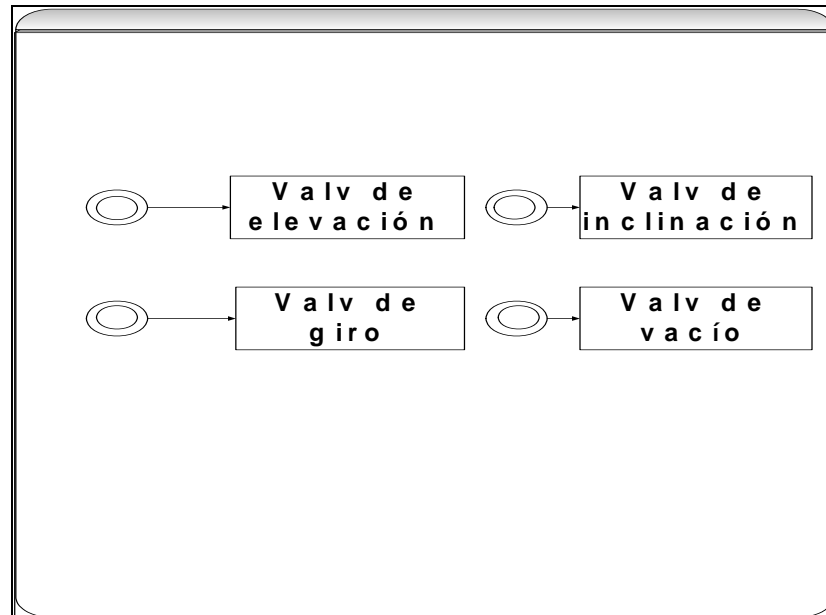 Valv de
elevación
Valv de
inclinación
Valv de
giro
Valv de
vacío